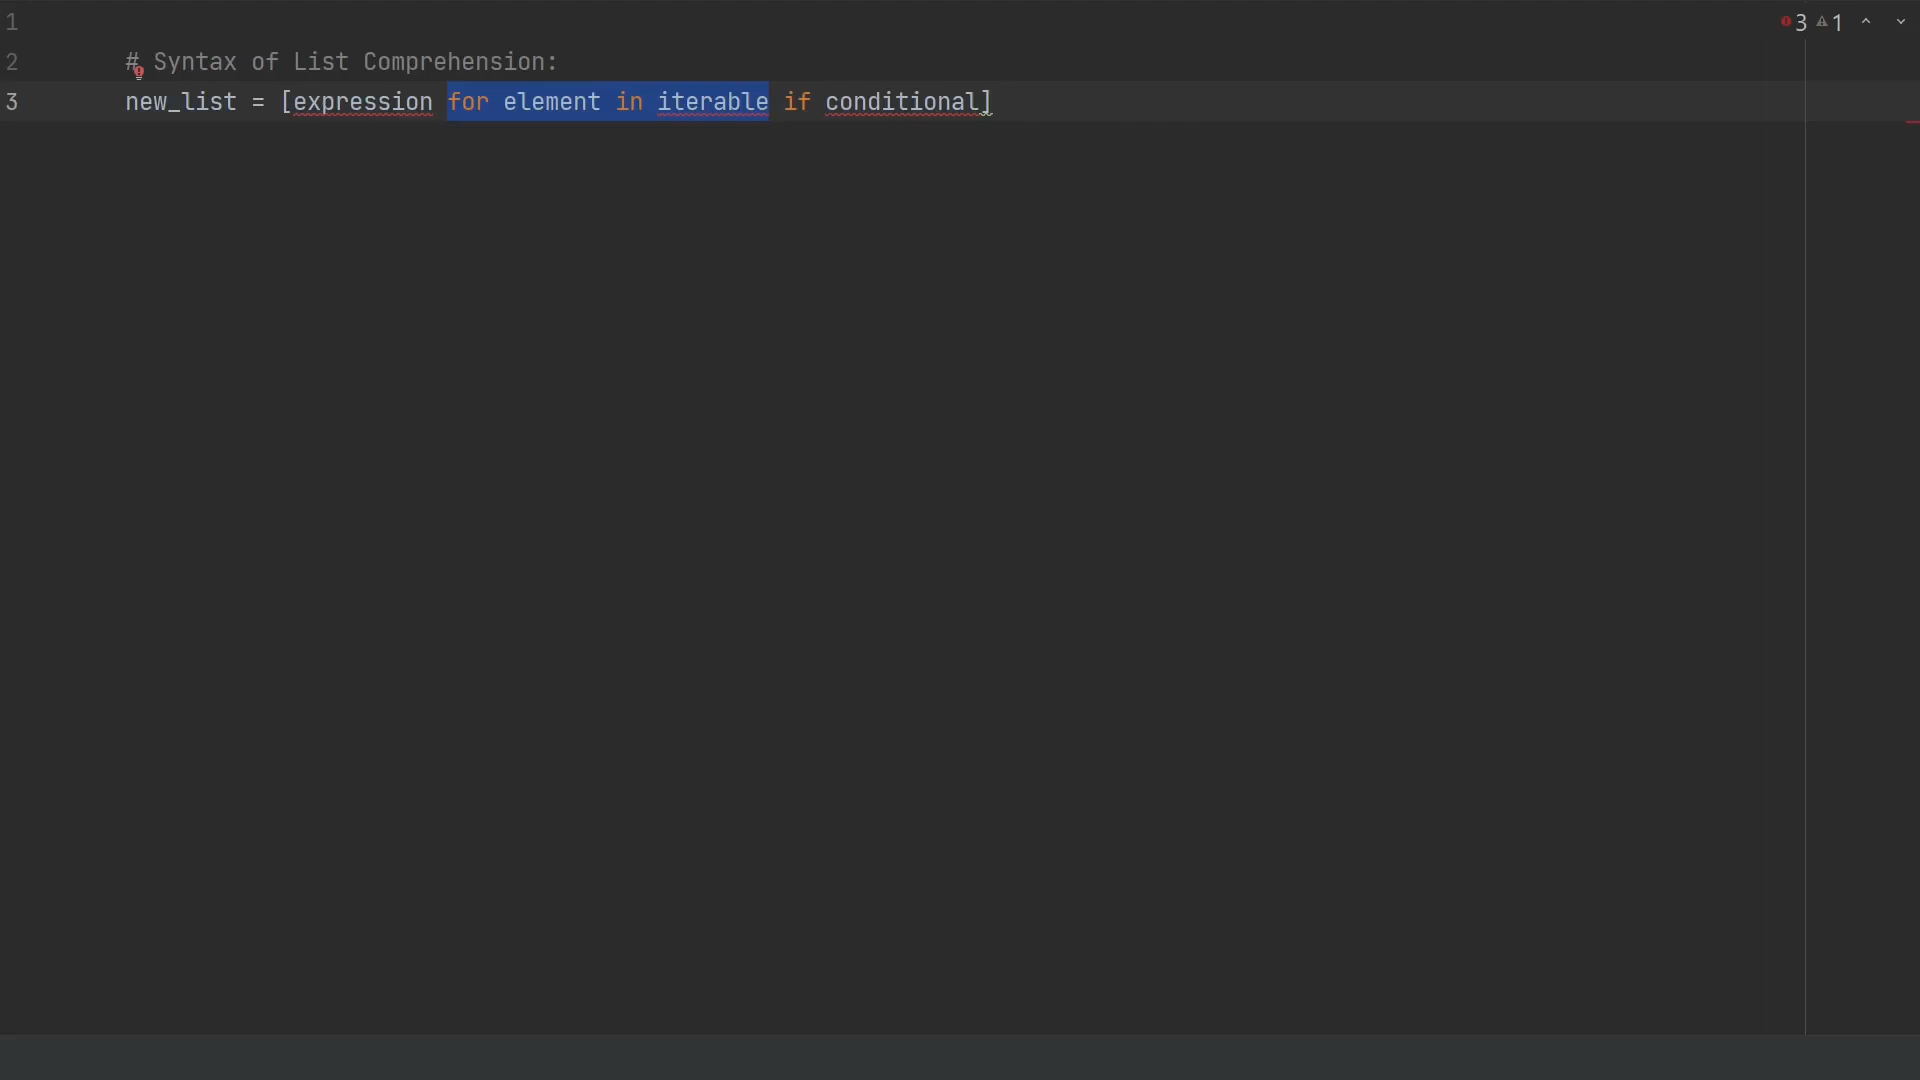 1
3 1
2 # Syntax of List Comprehension:
3 new_list = [expression for element in iterable if conditional]